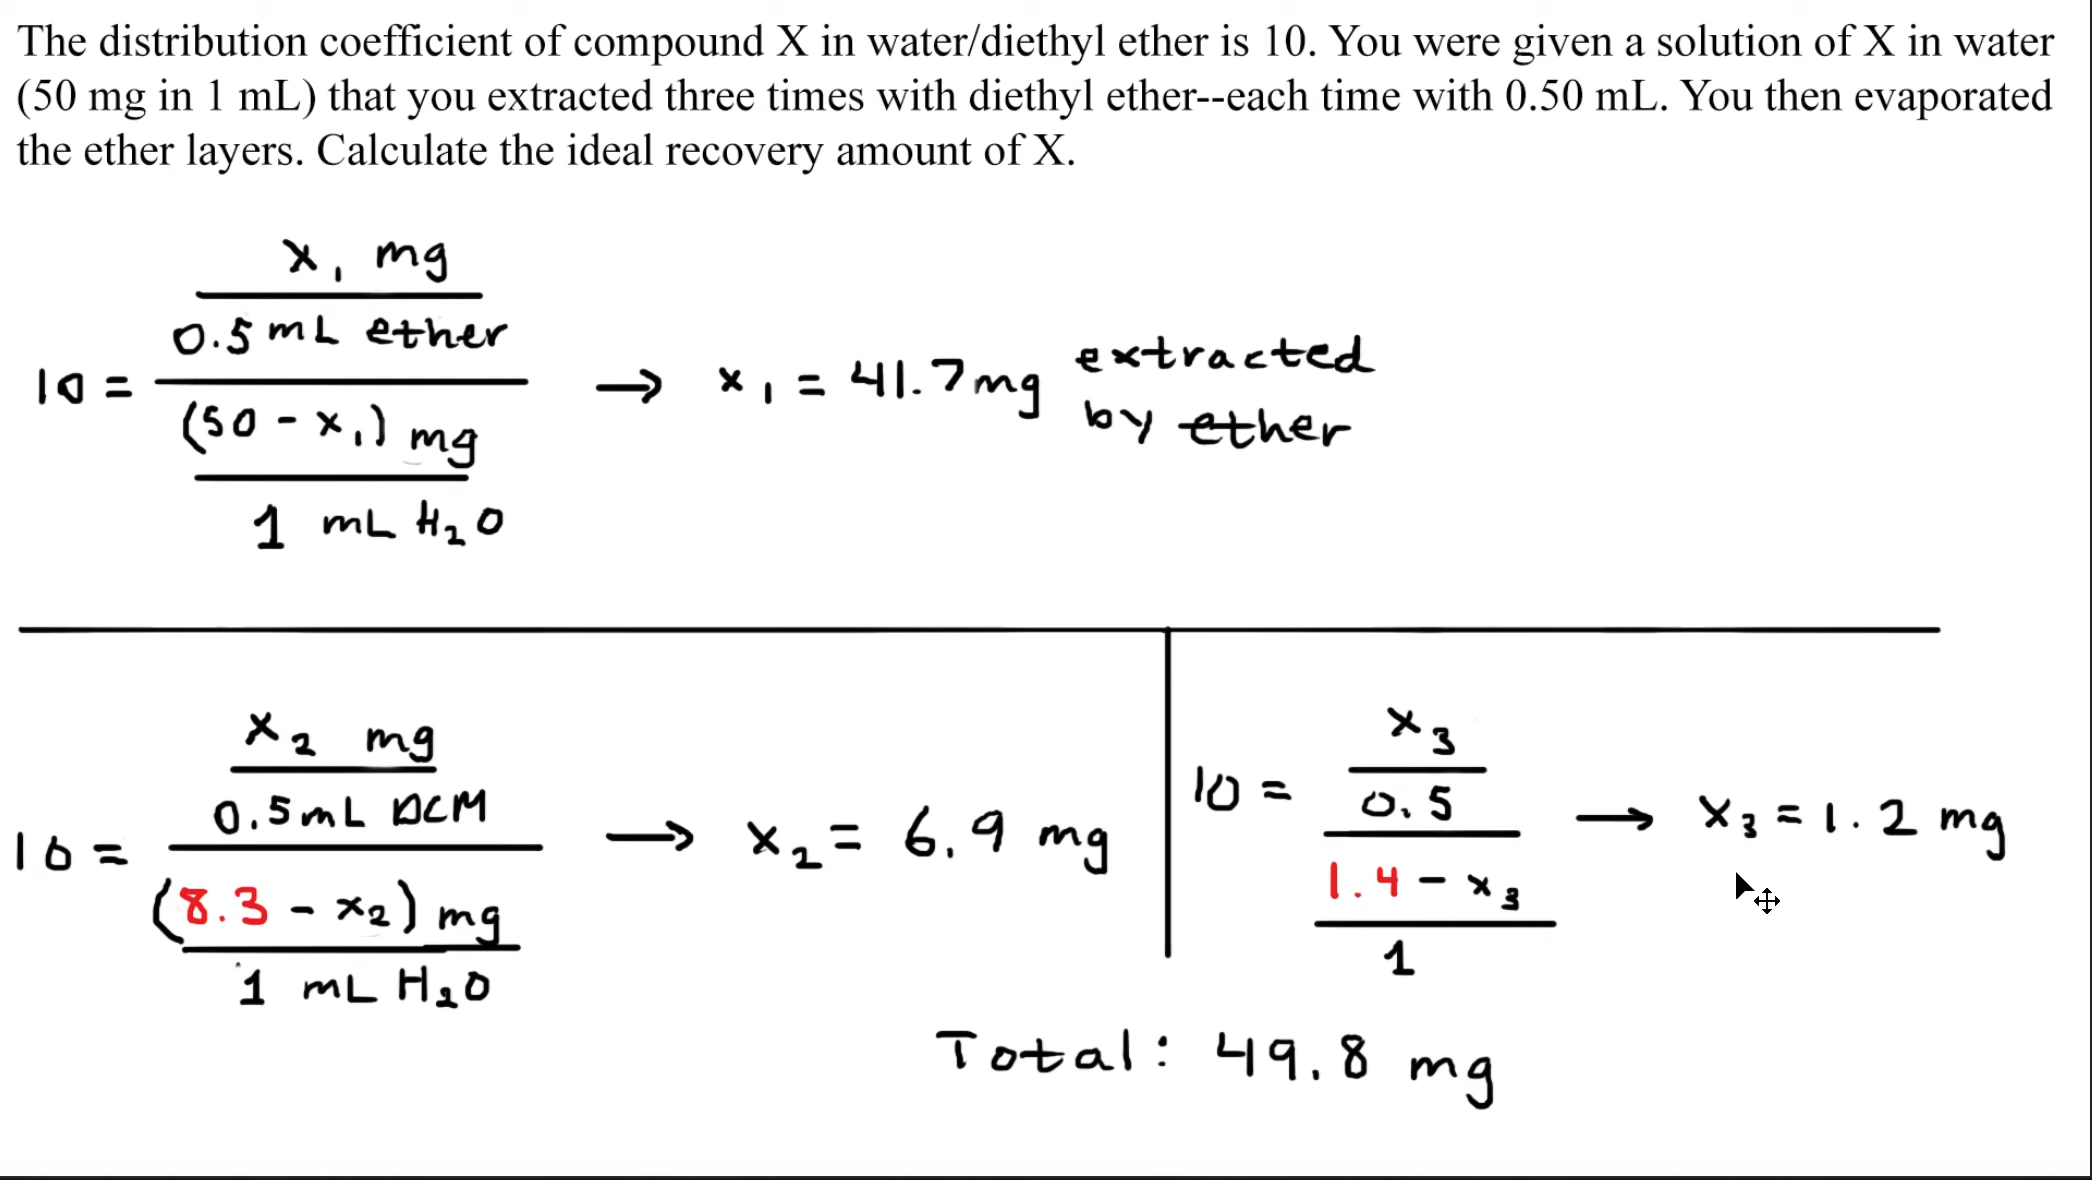 The distribution coefficient of compound X in water/diethyl ether is 10. You were given a solution of X in water
(50 mg in 1 mL) that you extracted three times with diethyl ether--each time with 0.50 mL. You then evaporated
the ether layers. Calculate the ideal recovery amount of X.
x₁ mg
0.5 mL ether
10 =
(50 - x₁) mg
1 mL H₂O
→ x₁ = 41.7 mg
extracted
by ether
x₂ mg
0.5 mL DCM
10 =
(8.3 - x₂) mg
1 mL H₂O
→ x₂ = 6.9 mg
x₃
0.5
10 =
1.4 - x₃
1
→ x₃ = 1.2 mg
Total: 49.8 mg